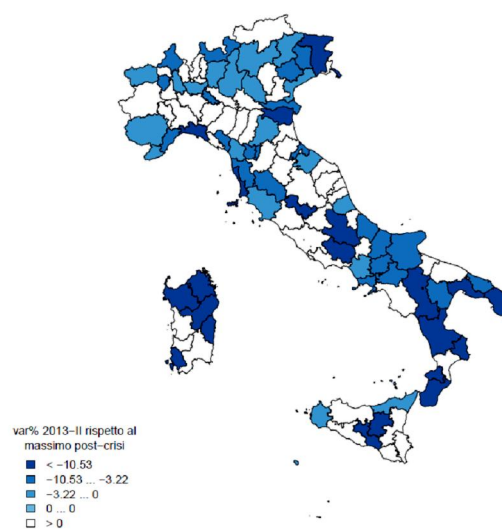 var% 2013−II rispetto al
massimo post−crisi
< −10.53
−10.53 ... −3.22
−3.22 ... 0
0 ... 0
> 0